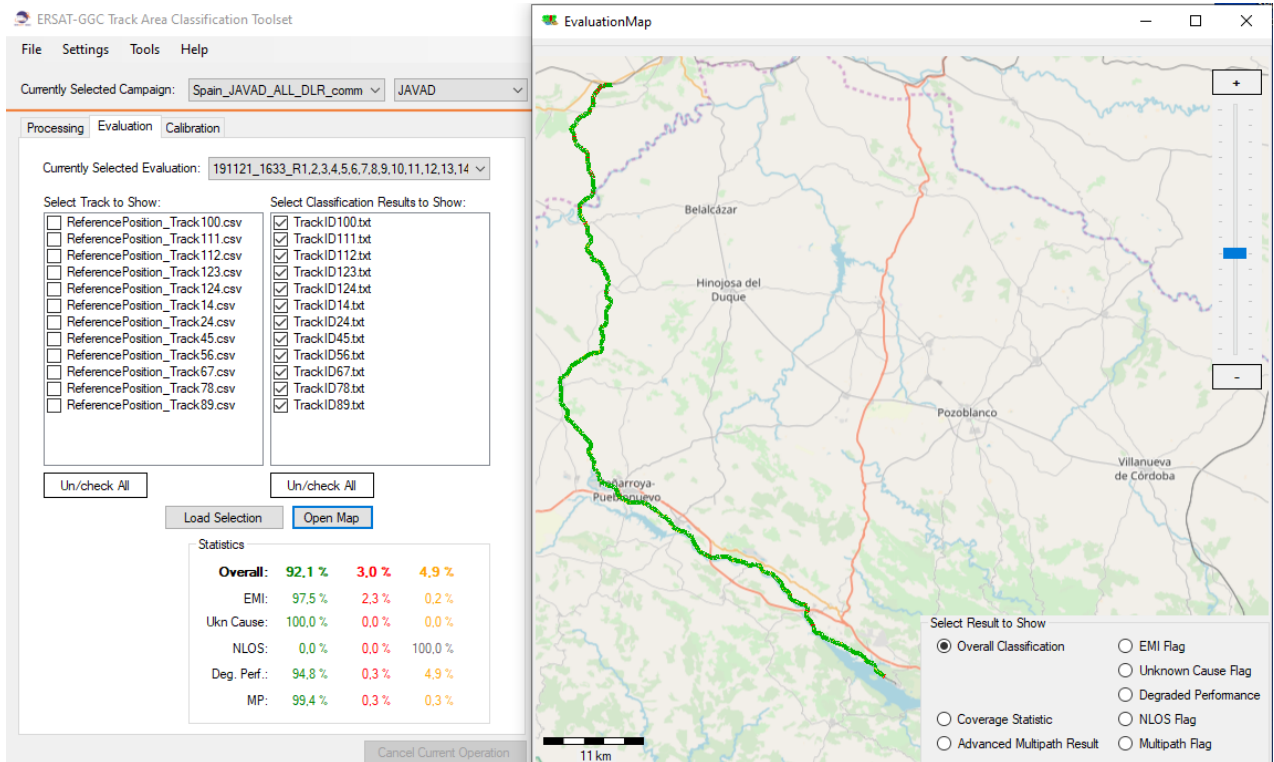 ERSAT-GGC Track Area Classification Toolset
File Settings Tools Help
Currently Selected Campaign: Spain_JAVAD_ALL_DLR_comm JAVAD
Processing Evaluation Calibration
Currently Selected Evaluation: 191121_1633_R1,2,3,4,5,6,7,8,9,10,11,12,13,14
Select Track to Show: Select Classification Results to Show:
ReferencePosition_Track100.csv TrackID100.txt
ReferencePosition_Track111.csv TrackID111.txt
ReferencePosition_Track112.csv TrackID112.txt
ReferencePosition_Track123.csv TrackID123.txt
ReferencePosition_Track124.csv TrackID124.txt
ReferencePosition_Track14.csv TrackID14.txt
ReferencePosition_Track24.csv TrackID24.txt
ReferencePosition_Track45.csv TrackID45.txt
ReferencePosition_Track56.csv TrackID56.txt
ReferencePosition_Track67.csv TrackID67.txt
ReferencePosition_Track78.csv TrackID78.txt
ReferencePosition_Track89.csv TrackID89.txt
Un/check All Un/check All
Load Selection Open Map
Statistics
Overall: 92,1 % 3,0 % 4,9 %
EMI: 97,5 % 2,3 % 0,2 %
Ukn Cause: 100,0 % 0,0 % 0,0 %
NLOS: 0,0 % 0,0 % 100,0 %
Deg. Perf.: 94,8 % 0,3 % 4,9 %
MP: 99,4 % 0,3 % 0,3 %
Cancel Current Operation
EvaluationMap
+
-
Belalcázar
Hinojosa del
Duque
Pozoblanco
Villanueva
de Córdoba
Peñarroya-
Pueblonuevo
11 km
Select Result to Show
Overall Classification EMI Flag
Unknown Cause Flag
Degraded Performance
Coverage Statistic NLOS Flag
Advanced Multipath Result Multipath Flag